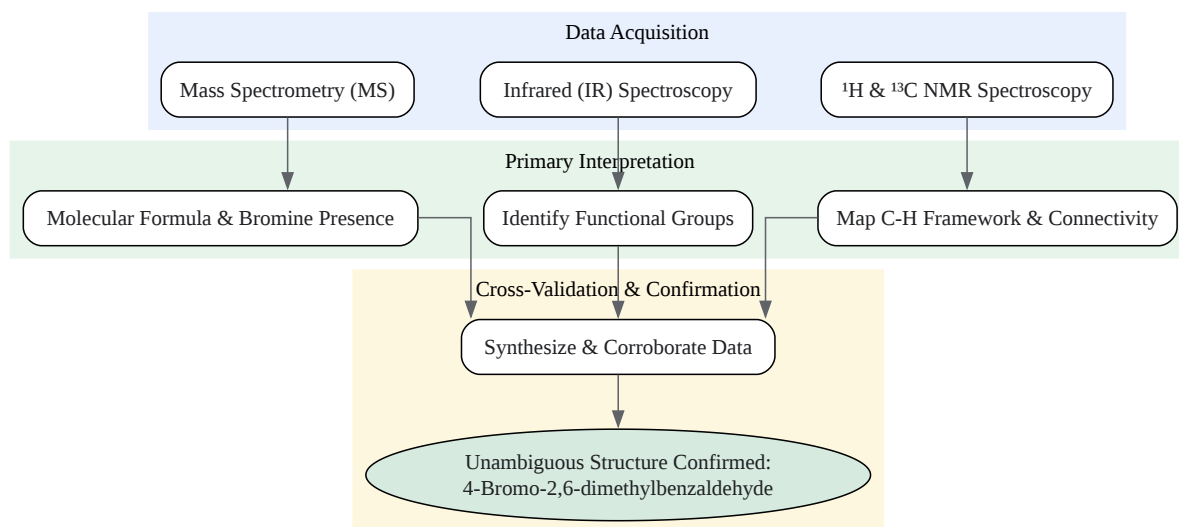 Data Acquisition
Mass Spectrometry (MS)
Infrared (IR) Spectroscopy
¹H & ¹³C NMR Spectroscopy
Primary Interpretation
Molecular Formula & Bromine Presence
Identify Functional Groups
Map C-H Framework & Connectivity
Cross-Validation & Confirmation
Synthesize & Corroborate Data
Unambiguous Structure Confirmed:
4-Bromo-2,6-dimethylbenzaldehyde